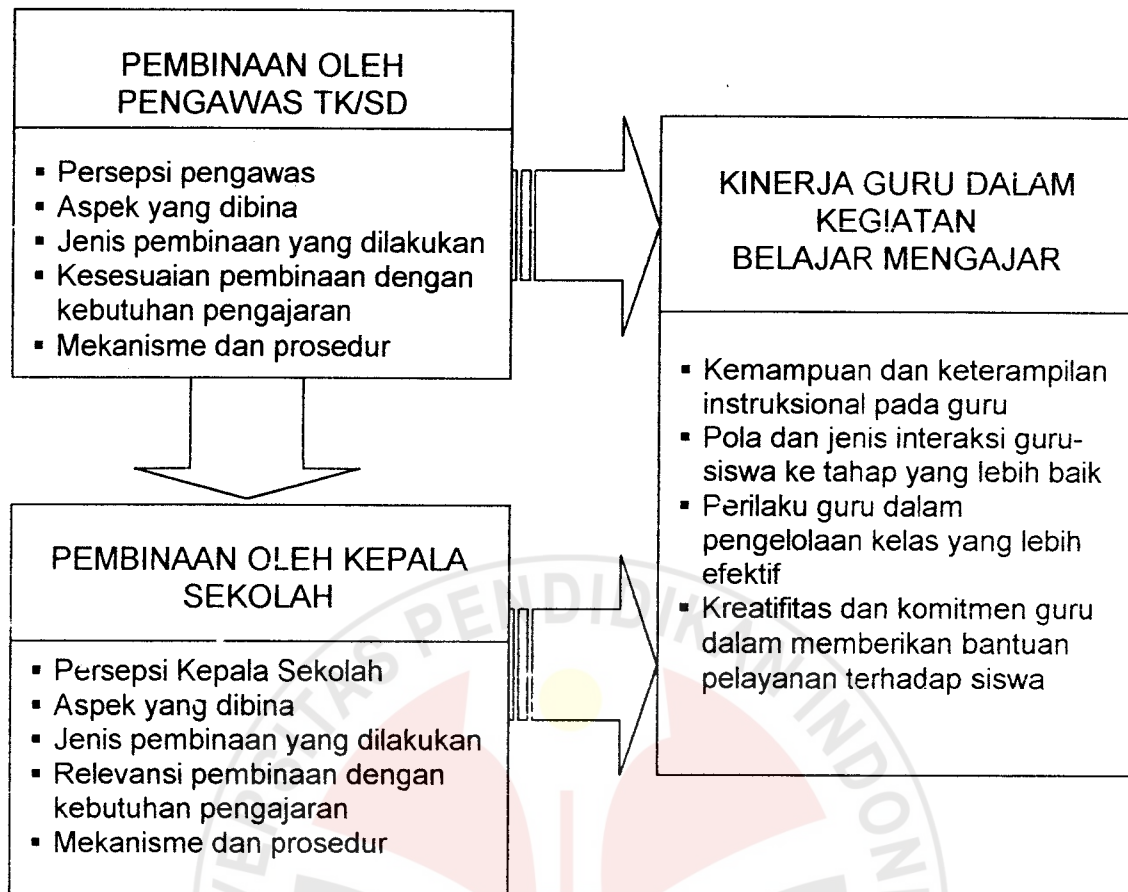 PEMBINAAN OLEH
PENGAWAS TK/SD
▪ Persepsi pengawas
▪ Aspek yang dibina
▪ Jenis pembinaan yang dilakukan
▪ Kesesuaian pembinaan dengan
kebutuhan pengajaran
▪ Mekanisme dan prosedur
KINERJA GURU DALAM
KEGIATAN
BELAJAR MENGAJAR
▪ Kemampuan dan keterampilan
instruksional pada guru
▪ Pola dan jenis interaksi guru-
siswa ke tahap yang lebih baik
▪ Perilaku guru dalam
pengelolaan kelas yang lebih
efektif
▪ Kreatifitas dan komitmen guru
dalam memberikan bantuan
pelayanan terhadap siswa
PEMBINAAN OLEH KEPALA
SEKOLAH
▪ Persepsi Kepala Sekolah
▪ Aspek yang dibina
▪ Jenis pembinaan yang dilakukan
▪ Relevansi pembinaan dengan
kebutuhan pengajaran
▪ Mekanisme dan prosedur
VERSITAS PENDIDIKAN INDON